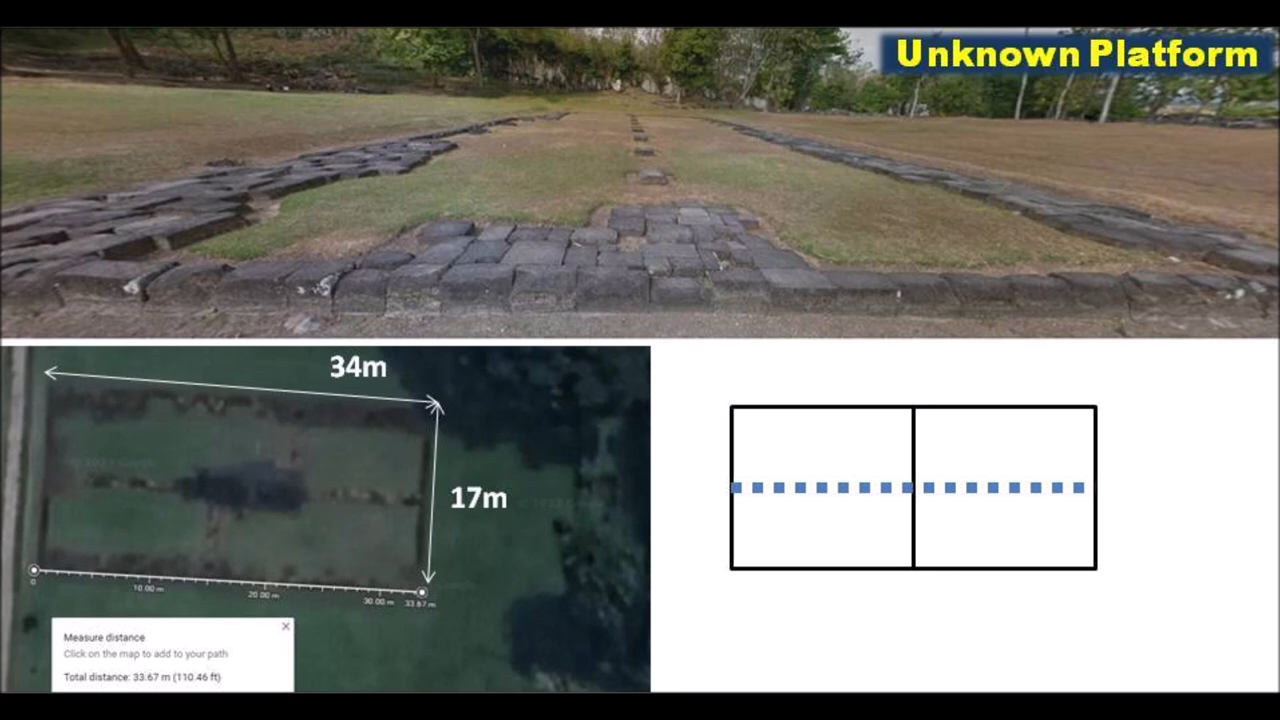 Unknown Platform
34m
17m
0
10.00 m
20.00 m
30.00 m
33.67 m
Measure distance
Click on the map to add to your path
Total distance: 33.67 m (110.46 ft)